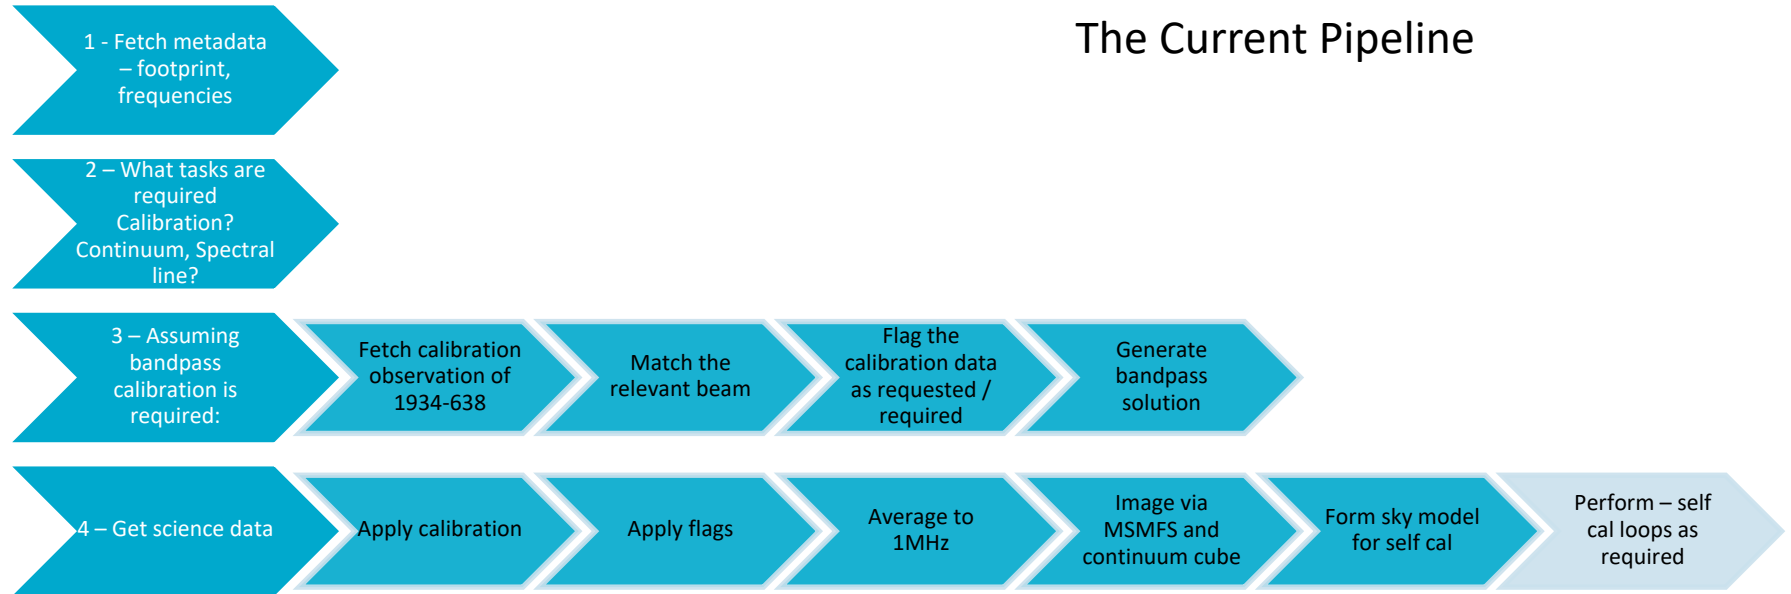 The Current Pipeline
1 - Fetch metadata
– footprint,
frequencies
2 – What tasks are
required
Calibration?
Continuum, Spectral
line?
3 – Assuming
bandpass
calibration is
required:
Fetch calibration
observation of
1934-638
Match the
relevant beam
Flag the
calibration data
as requested /
required
Generate
bandpass
solution
4 – Get science data
Apply calibration
Apply flags
Average to
1MHz
Image via
MSMFS and
continuum cube
Form sky model
for self cal
Perform – self
cal loops as
required